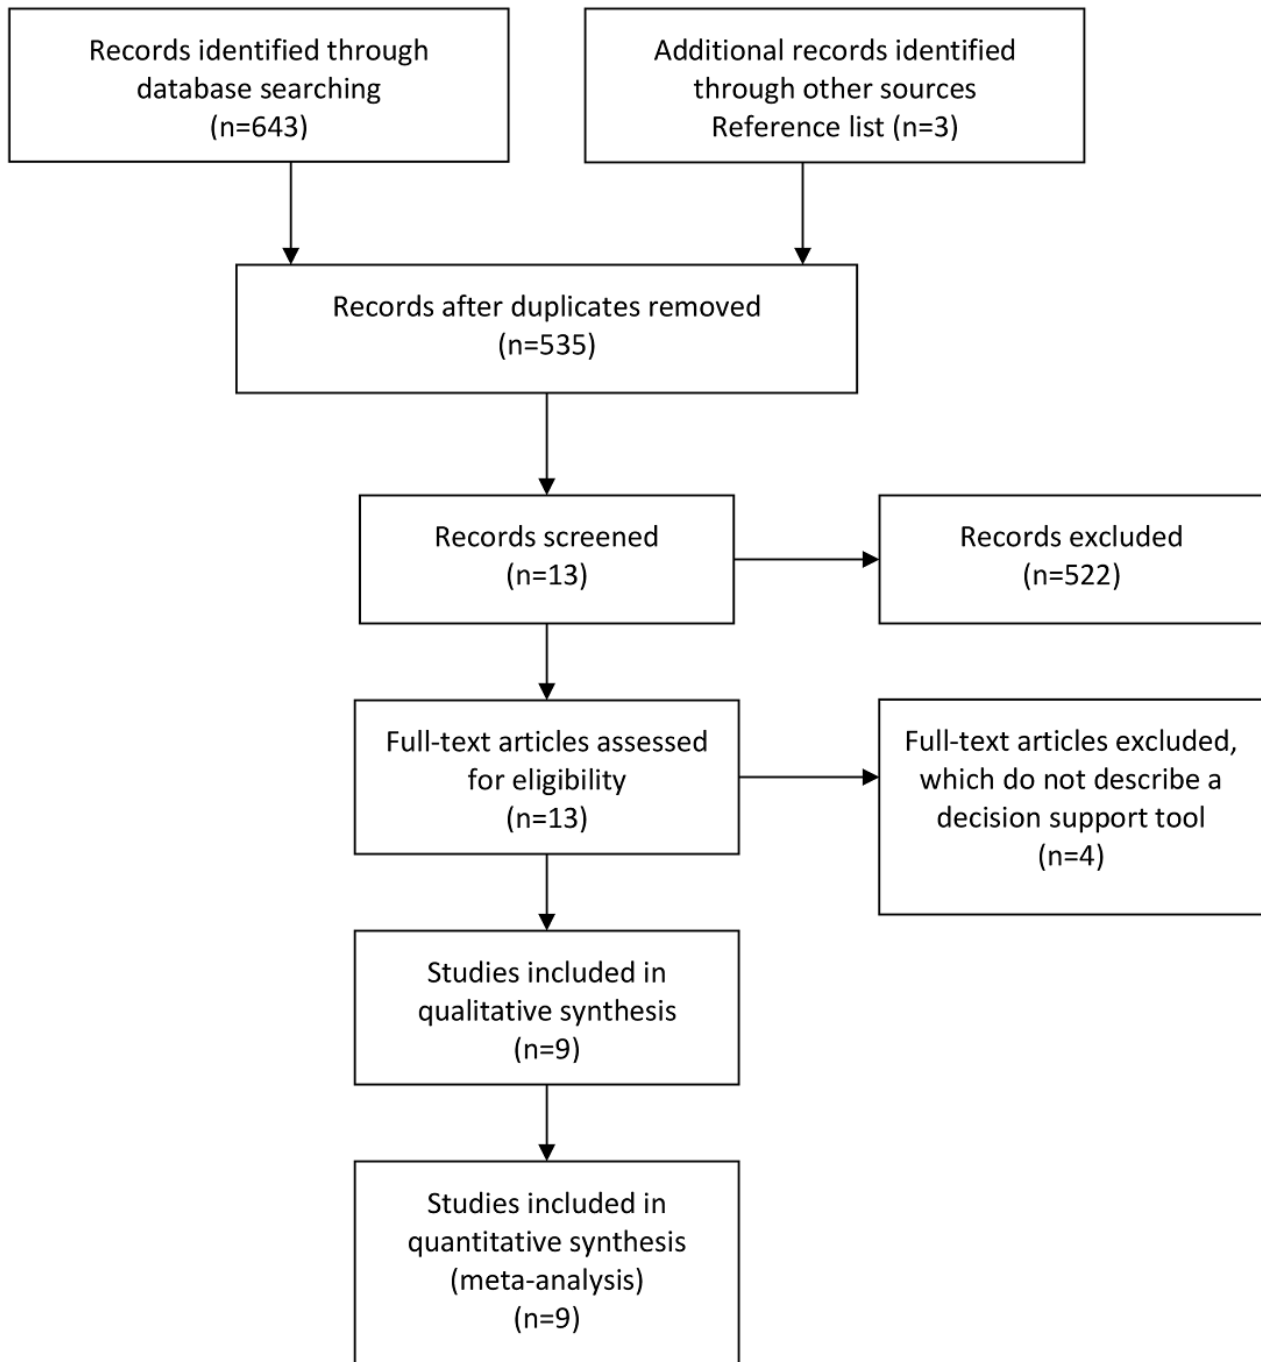 Records identified through
database searching
(n=643)
Additional records identified
through other sources
Reference list (n=3)
Records after duplicates removed
(n=535)
Records screened
(n=13)
Records excluded
(n=522)
Full-text articles assessed
for eligibility
(n=13)
Full-text articles excluded,
which do not describe a
decision support tool
(n=4)
Studies included in
qualitative synthesis
(n=9)
Studies included in
quantitative synthesis
(meta-analysis)
(n=9)